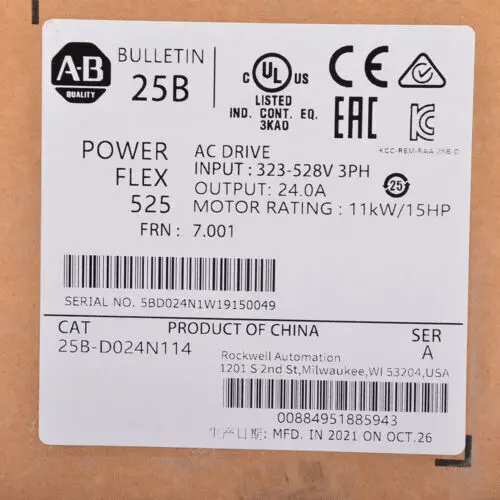 A-B
QUALITY
BULLETIN
25B
C UL US
LISTED
IND. CONT. EQ.
3KA0
CE
EAC
KCC-REM-RAA-25B-D
POWER
FLEX
525
AC DRIVE
INPUT : 323-528V 3PH
OUTPUT: 24.0A
MOTOR RATING : 11kW/15HP
25
FRN : 7.001
SERIAL NO. 5BD024N1W19150049
CAT
25B-D024N114
PRODUCT OF CHINA
SER
A
Rockwell Automation
1201 S 2nd St,Milwaukee,WI 53204,USA
00884951885943
生产日期: MFD. IN 2021 ON OCT.26